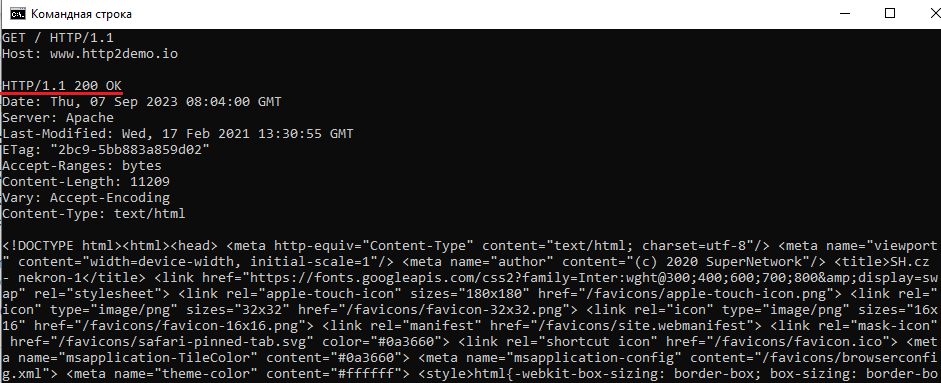 Командная строка
GET / HTTP/1.1
Host: www.http2demo.io
HTTP/1.1 200 OK
Date: Thu, 07 Sep 2023 08:04:00 GMT
Server: Apache
Last-Modified: Wed, 17 Feb 2021 13:30:55 GMT
ETag: "2bc9-5bb883a859d02"
Accept-Ranges: bytes
Content-Length: 11209
Vary: Accept-Encoding
Content-Type: text/html
<!DOCTYPE html><html><head> <meta http-equiv="Content-Type" content="text/html; charset=utf-8"/> <meta name="viewport
" content="width=device-width, initial-scale=1"/> <meta name="author" content="(c) 2020 SuperNetwork"/> <title>SH.cz
- nekron-1</title> <link href="https://fonts.googleapis.com/css2?family=Inter:wght@300;400;600;700;800&amp;display=sw
ap" rel="stylesheet"> <link rel="apple-touch-icon" sizes="180x180" href="/favicons/apple-touch-icon.png"> <link rel="
icon" type="image/png" sizes="32x32" href="/favicons/favicon-32x32.png"> <link rel="icon" type="image/png" sizes="16x
16" href="/favicons/favicon-16x16.png"> <link rel="manifest" href="/favicons/site.webmanifest"> <link rel="mask-icon"
 href="/favicons/safari-pinned-tab.svg" color="#0a3660"> <link rel="shortcut icon" href="/favicons/favicon.ico"> <met
a name="msapplication-TileColor" content="#0a3660"> <meta name="msapplication-config" content="/favicons/browserconfi
g.xml"> <meta name="theme-color" content="#ffffff"> <style>html{-webkit-box-sizing: border-box; box-sizing: border-bo